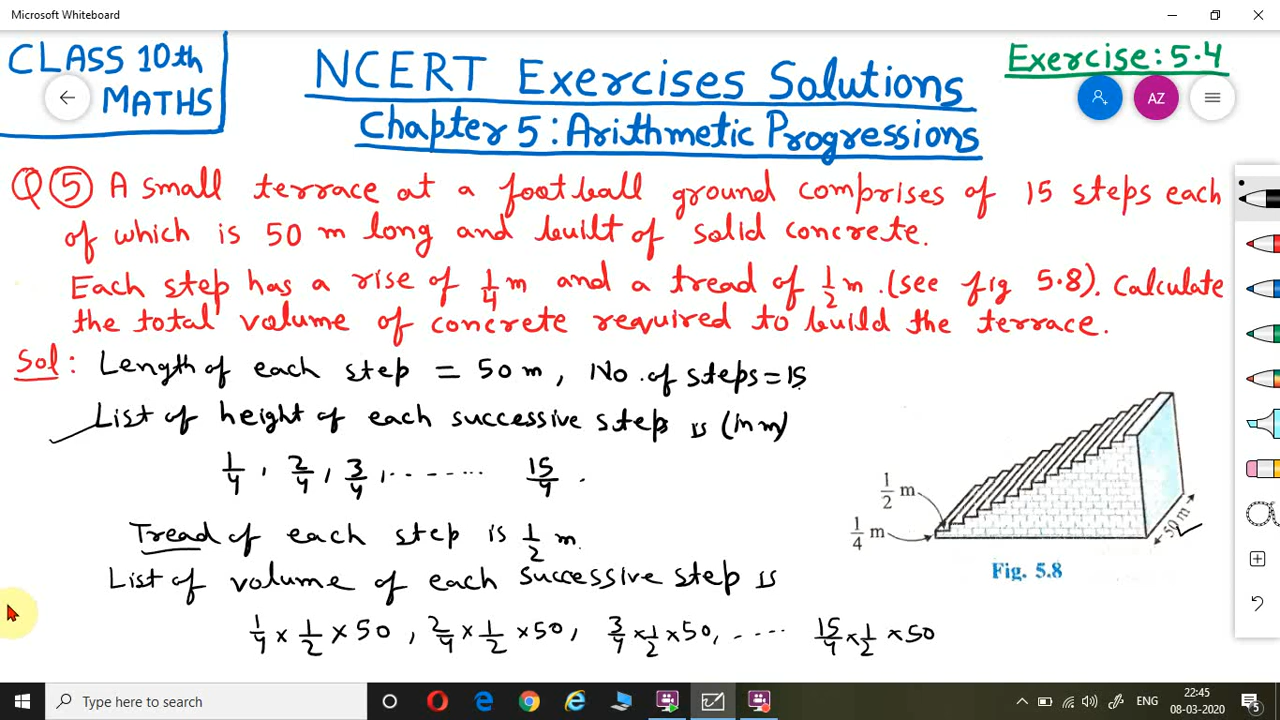 Microsoft Whiteboard
CLASS 10th
MATHS
NCERT Exercises Solutions
Chapter 5 : Arithmetic Progressions
Exercise: 5.4
AZ
Q (5) A small terrace at a football ground comprises of 15 steps each
of which is 50 m long and built of solid concrete.
Each step has a rise of 1/4 m and a tread of 1/2 m. (see fig 5.8). Calculate
the total volume of concrete required to build the terrace.
Sol: Length of each step = 50 m, No. of steps = 15
List of height of each successive steps is (in m)
1/4, 2/4, 3/4, ....... 15/4 .
Tread of each step is 1/2 m.
List of volume of each successive step is
1/4 × 1/2 × 50, 2/4 × 1/2 × 50, 3/4 × 1/2 × 50, ..... 15/4 × 1/2 × 50
1/2 m
1/4 m
50 m
Fig. 5.8
Type here to search
ENG
22:45
08-03-2020
5